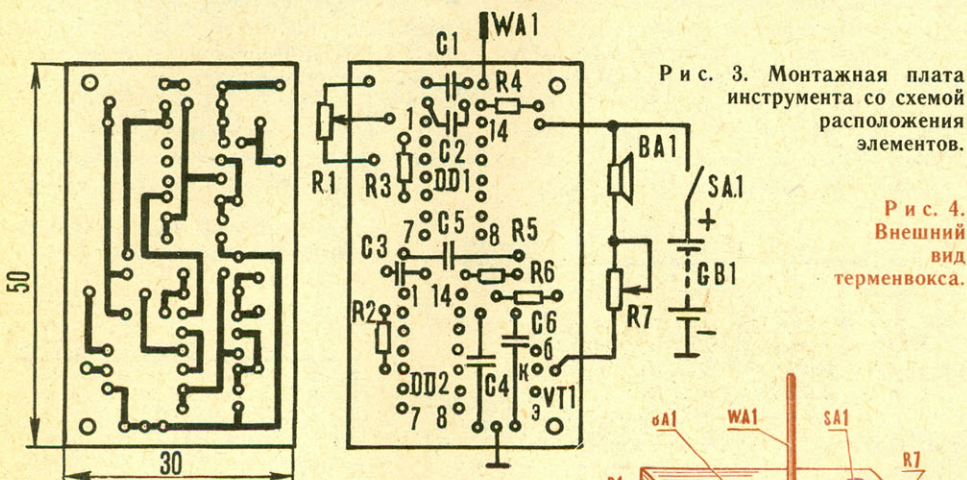 WA1
C1
R4
1
14
C2
R1
R3
DD1
7
8
C5
R5
C3
R6
1
14
R2
C6
б
к
э
VT1
C4
DD2
7
8
BA1
SA1
+
GB1
R7
−
50
30
Рис. 3. Монтажная плата
инструмента со схемой
расположения
элементов.
Рис. 4.
Внешний
вид
терменвокса.
BA1
WA1
SA1
R7